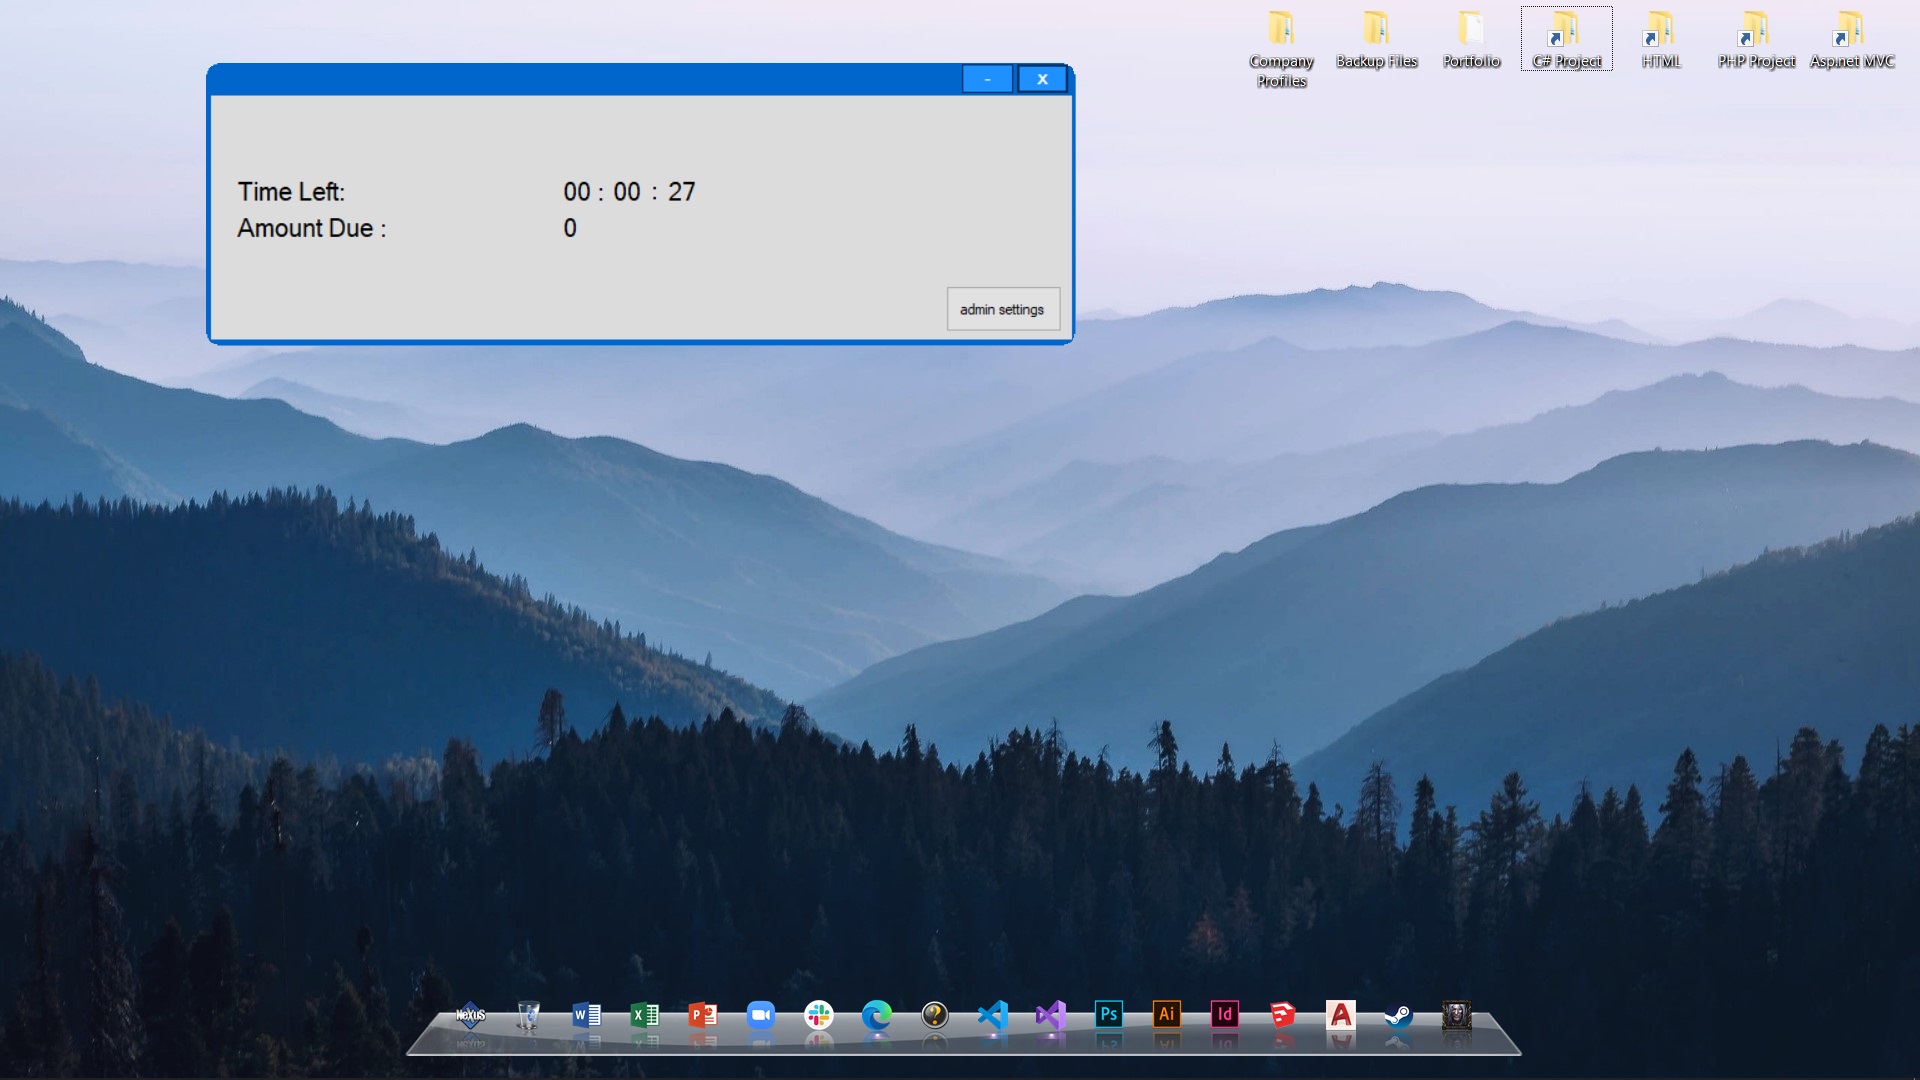 Company
Profiles
Backup Files
Portfolio
C# Project
HTML
PHP Project
Asp.net MVC
- X
Time Left: 00 : 00 : 27
Amount Due : 0
admin settings
NeXuS
W
X
P
?
Ps
Ai
Id
A